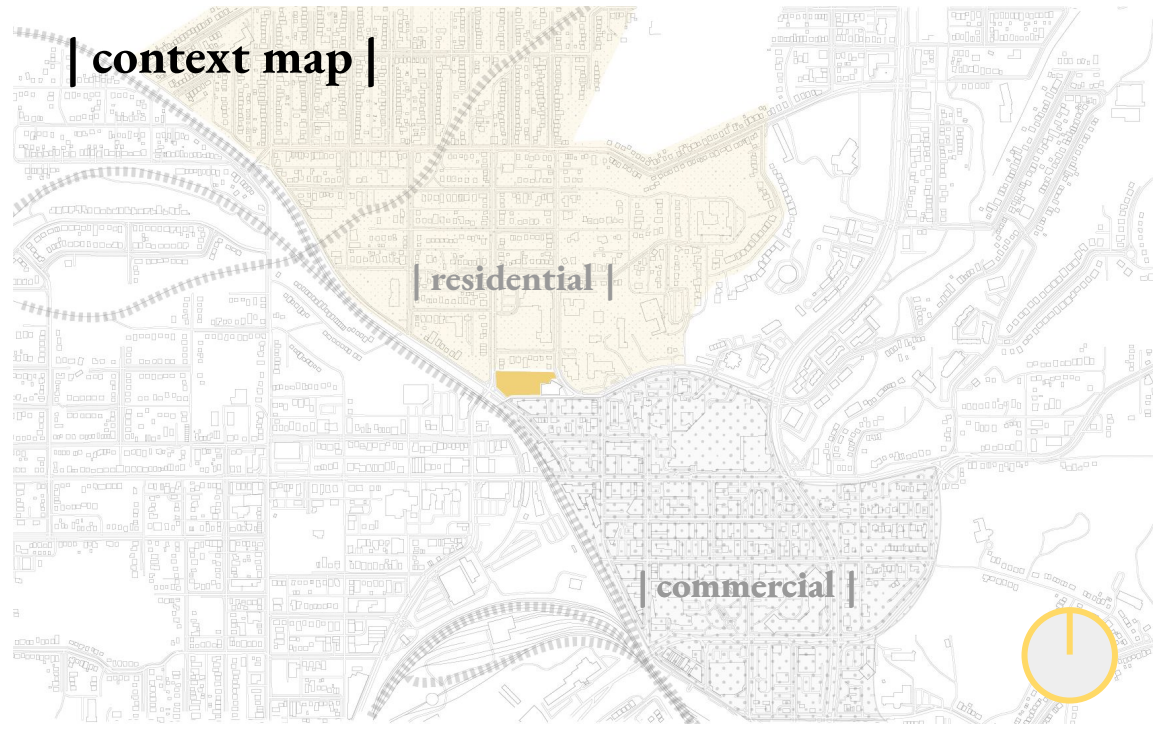 | context map |
| residential |
| commercial |